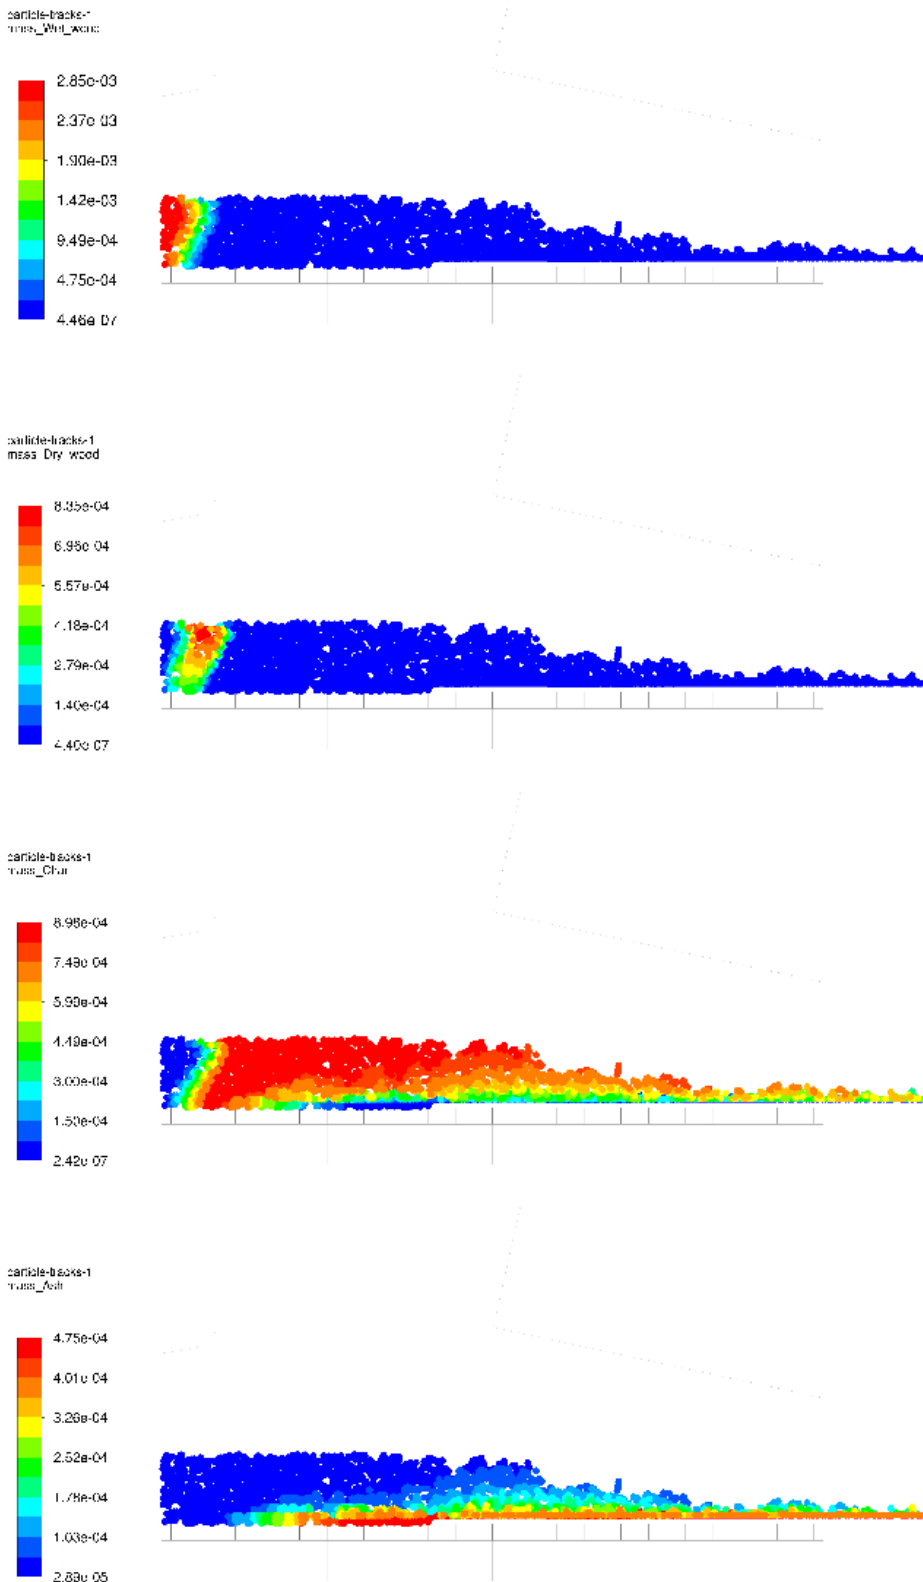 particle-tracks-1
mass_Wet_wood
2.85e-03
2.37e-03
1.90e-03
1.42e-03
9.49e-04
4.75e-04
4.46e-07
particle-tracks-1
mass_Dry_wood
8.35e-04
6.96e-04
5.57e-04
4.18e-04
2.79e-04
1.40e-04
4.40e-07
particle-tracks-1
mass_Char
8.98e-04
7.49e-04
5.99e-04
4.49e-04
3.00e-04
1.50e-04
2.42e-07
particle-tracks-1
mass_Ash
4.75e-04
4.01e-04
3.26e-04
2.52e-04
1.78e-04
1.03e-04
2.89e-05